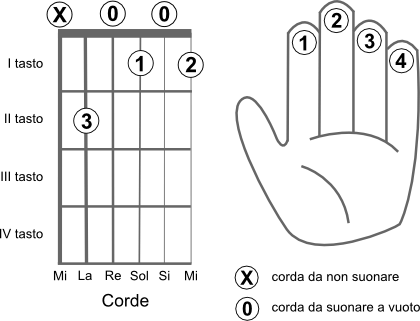 X 0 0
I tasto 1 2
II tasto 3
III tasto
IV tasto
Mi La Re Sol Si Mi
Corde
1 2 3 4
X corda da non suonare
0 corda da suonare a vuoto